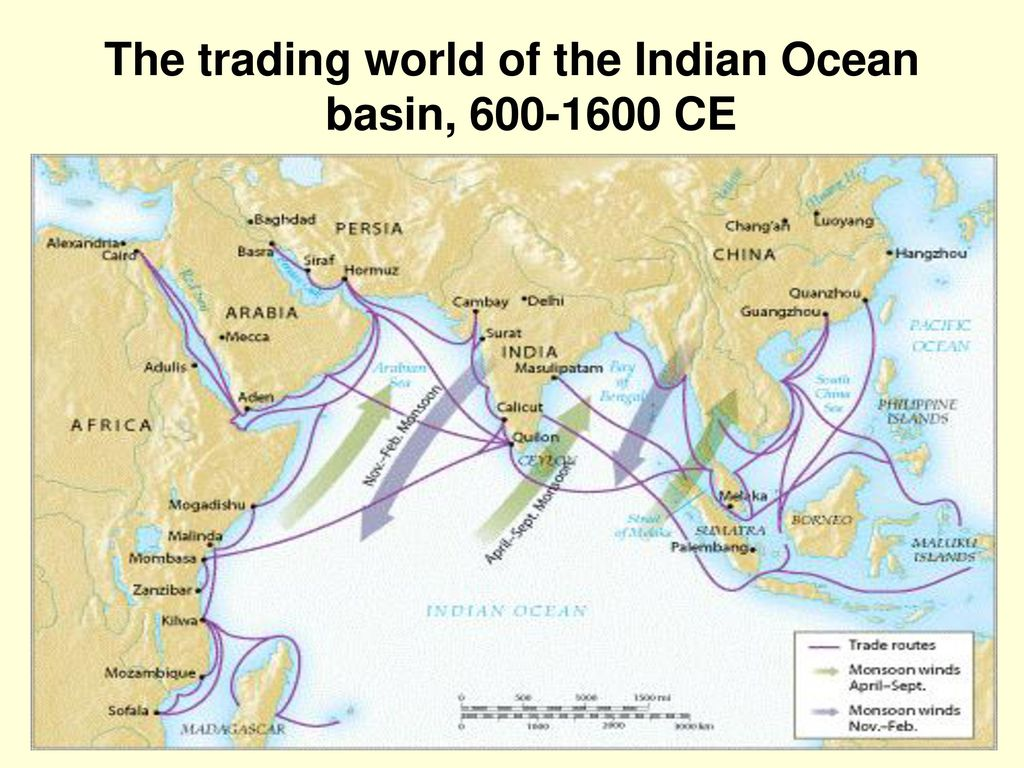 The trading world of the Indian Ocean
basin, 600-1600 CE
Baghdad
PERSIA
Chang'an
Luoyang
Huang He
Alexandria
Cairo
Basra
Siraf
Hormuz
CHINA
Hangzhou
Red Sea
ARABIA
Cambay
Delhi
Quanzhou
Guangzhou
Mecca
Surat
INDIA
PACIFIC
OCEAN
Adulis
Arabian
Sea
Masulipatam
Bay
of
Bengal
South
China
Sea
Aden
Calicut
PHILIPPINE
ISLANDS
AFRICA
Nov.–Feb. Monsoon
Quilon
CEYLON
Mogadishu
April–Sept. Monsoon
Melaka
Strait
of Melaka
SUMATRA
BORNEO
Malinda
Palembang
MALUKU
ISLANDS
Mombasa
Zanzibar
INDIAN OCEAN
Kilwa
Trade routes
Mozambique
Monsoon winds
April–Sept.
Sofala
0 500 1000 1500 mi
0 1000 2000 3000 km
Monsoon winds
Nov.–Feb.
MADAGASCAR